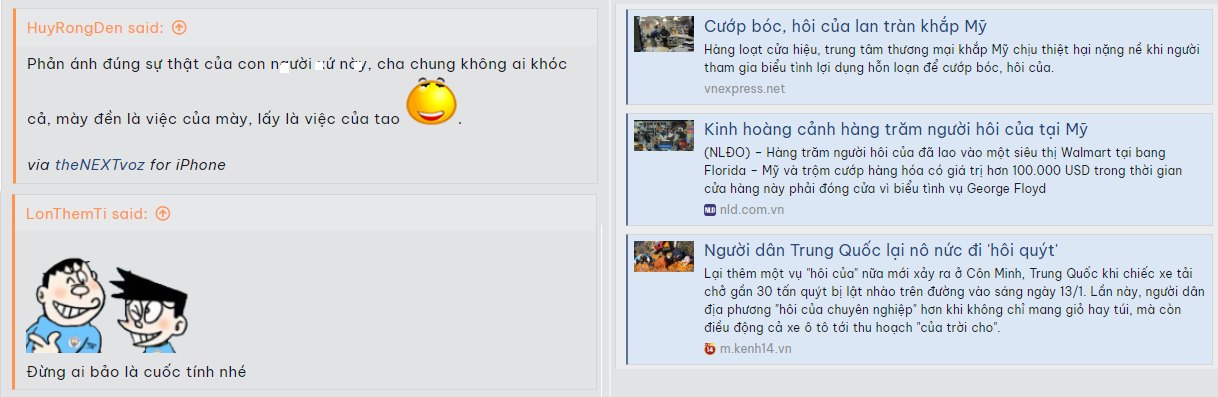 HuyRongDen said:
Phản ánh đúng sự thật của con người xứ này, cha chung không ai khóc
cả, mày đền là việc của mày, lấy là việc của tao .
via theNEXTvoz for iPhone
LonThemTi said:
Đừng ai bảo là cuốc tính nhé
Cướp bóc, hôi của lan tràn khắp Mỹ
Hàng loạt cửa hiệu, trung tâm thương mại khắp Mỹ chịu thiệt hại nặng nề khi người
tham gia biểu tình lợi dụng hỗn loạn để cướp bóc, hôi của.
vnexpress.net
Kinh hoàng cảnh hàng trăm người hôi của tại Mỹ
(NLĐO) – Hàng trăm người hôi của đã lao vào một siêu thị Walmart tại bang
Florida – Mỹ và trộm cướp hàng hóa có giá trị hơn 100.000 USD trong thời gian
cửa hàng này phải đóng cửa vì biểu tình vụ George Floyd
NLD nld.com.vn
Người dân Trung Quốc lại nô nức đi 'hôi quýt'
Lại thêm một vụ "hôi của" nữa mới xảy ra ở Côn Minh, Trung Quốc khi chiếc xe tải
chở gần 30 tấn quýt bị lật nhào trên đường vào sáng ngày 13/1. Lần này, người dân
địa phương "hôi của chuyên nghiệp" hơn khi không chỉ mang giỏ hay túi, mà còn
điều động cả xe ô tô tới thu hoạch "của trời cho".
14 m.kenh14.vn